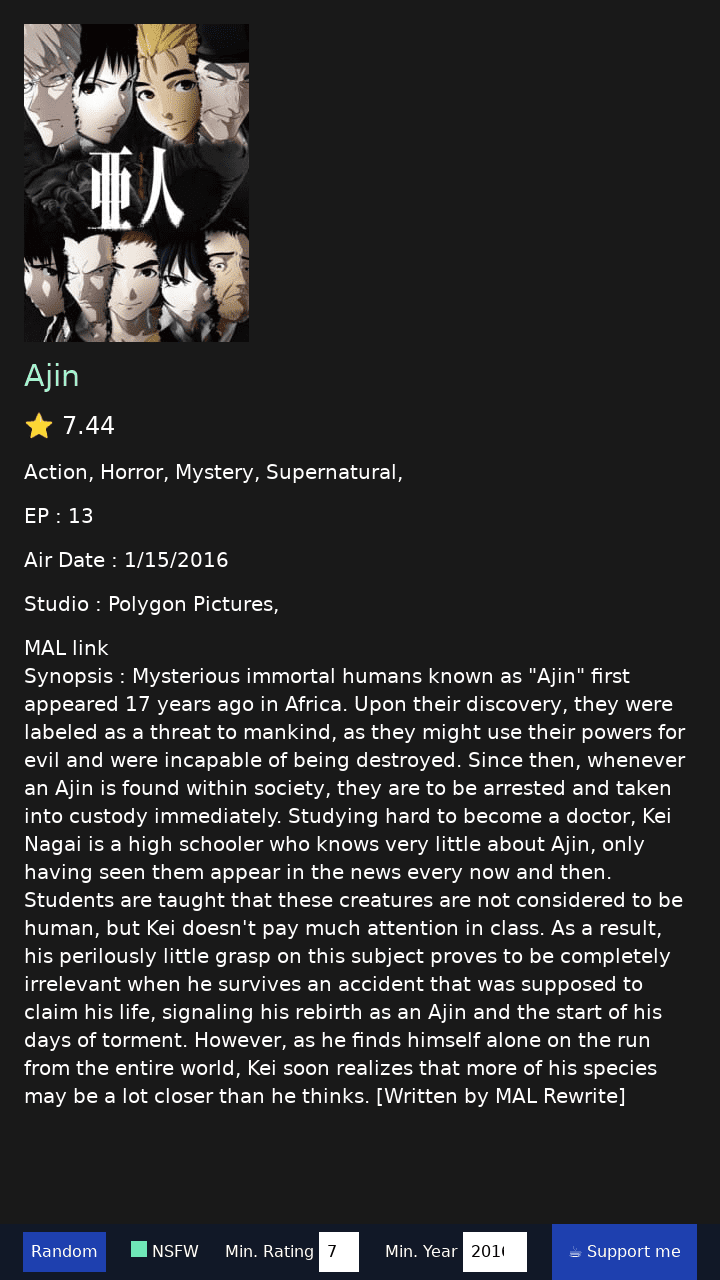 亜人
Ajin
⭐ 7.44
Action, Horror, Mystery, Supernatural,
EP : 13
Air Date : 1/15/2016
Studio : Polygon Pictures,
MAL link
Synopsis : Mysterious immortal humans known as "Ajin" first
appeared 17 years ago in Africa. Upon their discovery, they were
labeled as a threat to mankind, as they might use their powers for
evil and were incapable of being destroyed. Since then, whenever
an Ajin is found within society, they are to be arrested and taken
into custody immediately. Studying hard to become a doctor, Kei
Nagai is a high schooler who knows very little about Ajin, only
having seen them appear in the news every now and then.
Students are taught that these creatures are not considered to be
human, but Kei doesn't pay much attention in class. As a result,
his perilously little grasp on this subject proves to be completely
irrelevant when he survives an accident that was supposed to
claim his life, signaling his rebirth as an Ajin and the start of his
days of torment. However, as he finds himself alone on the run
from the entire world, Kei soon realizes that more of his species
may be a lot closer than he thinks. [Written by MAL Rewrite]
Random NSFW Min. Rating 7 Min. Year 2016 ☕ Support me